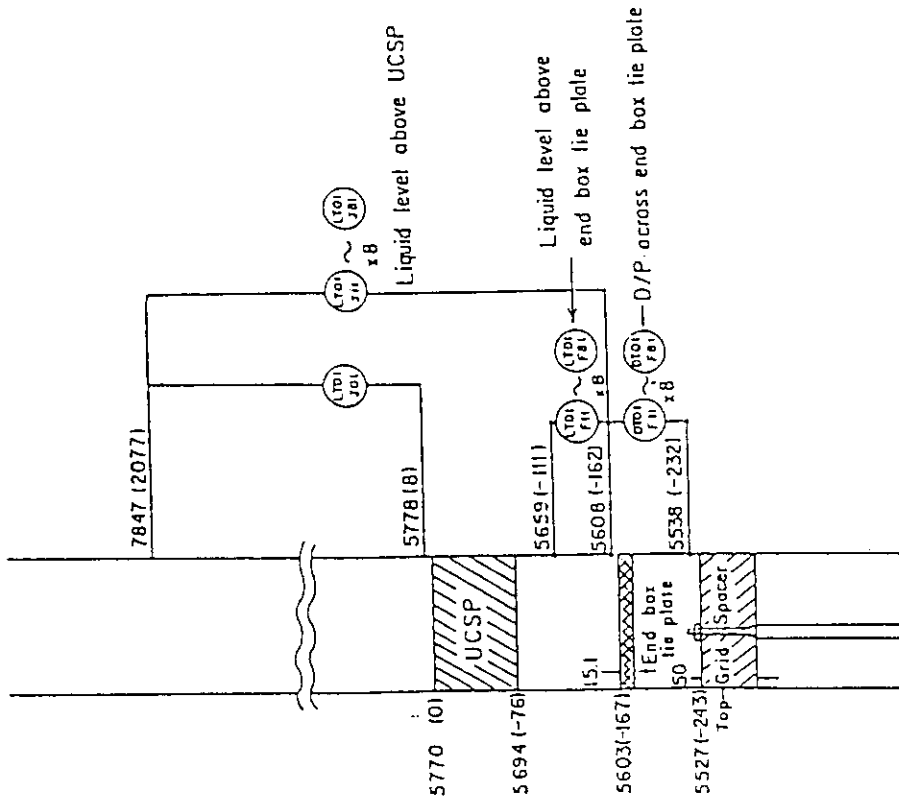 7847 (2077)
LT01
J01
LT01
J11
~
x8
LT01
J81
Liquid level above UCSP
5778 (8)
5770 (0)
UCSP
5694 (-76)
5659 (-111)
LT01
F11
~
x8
LT01
F81
Liquid level above
end box tie plate
5608 (-162)
5603 (-167)
15.1
End box
tie plate
DT01
F11
~
x8
DT01
F81
D/P across end box tie plate
5538 (-232)
5527 (-243)
50
Top
Grid Spacer